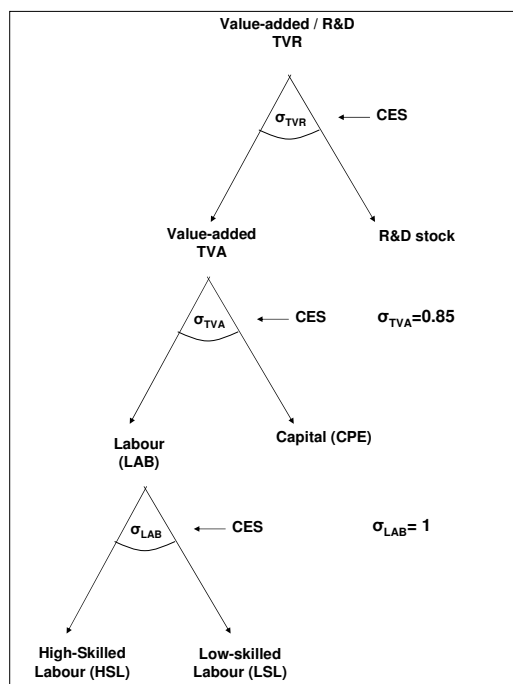 Value-added / R&D
TVR
σTVR
CES
Value-added
TVA
R&D stock
σTVA
CES
σTVA=0.85
Labour
(LAB)
Capital (CPE)
σLAB
CES
σLAB= 1
High-Skilled
Labour (HSL)
Low-skilled
Labour (LSL)